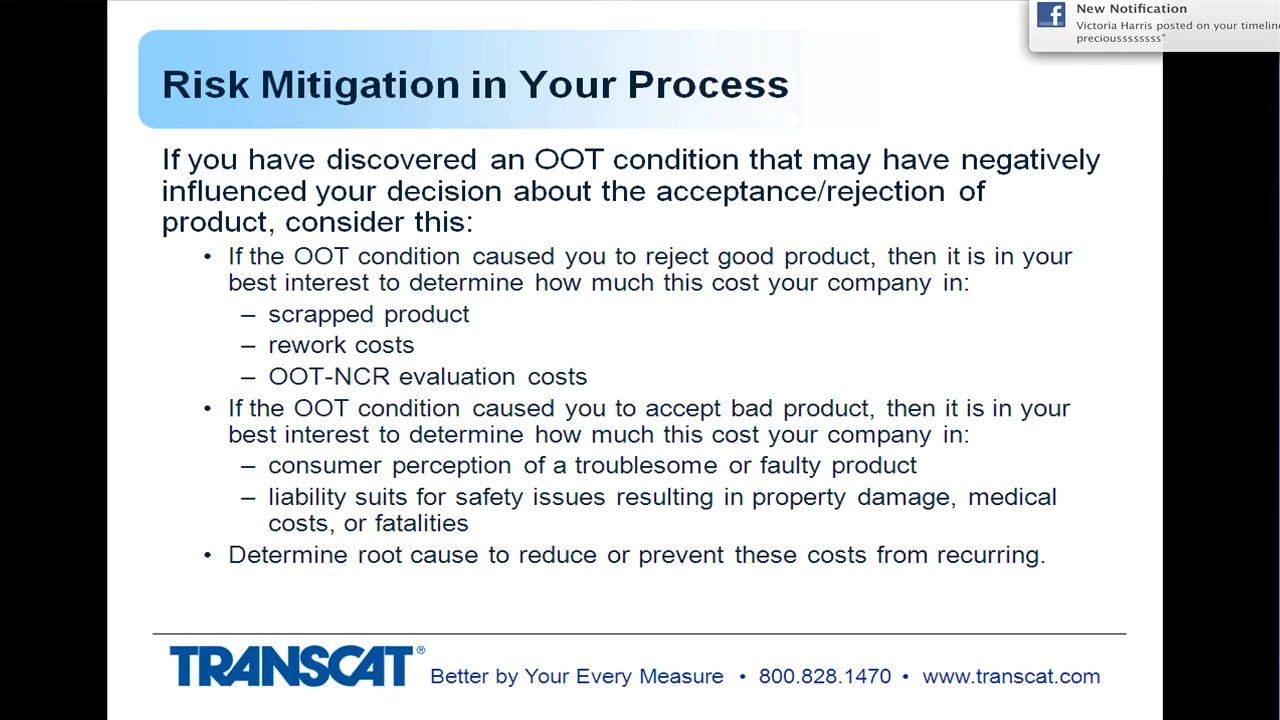 New Notification
Victoria Harris posted on your timeline
preciousssssssss"
Risk Mitigation in Your Process
If you have discovered an OOT condition that may have negatively
influenced your decision about the acceptance/rejection of
product, consider this:
• If the OOT condition caused you to reject good product, then it is in your
best interest to determine how much this cost your company in:
– scrapped product
– rework costs
– OOT-NCR evaluation costs
• If the OOT condition caused you to accept bad product, then it is in your
best interest to determine how much this cost your company in:
– consumer perception of a troublesome or faulty product
– liability suits for safety issues resulting in property damage, medical
costs, or fatalities
• Determine root cause to reduce or prevent these costs from recurring.
TRANSCAT® Better by Your Every Measure • 800.828.1470 • www.transcat.com